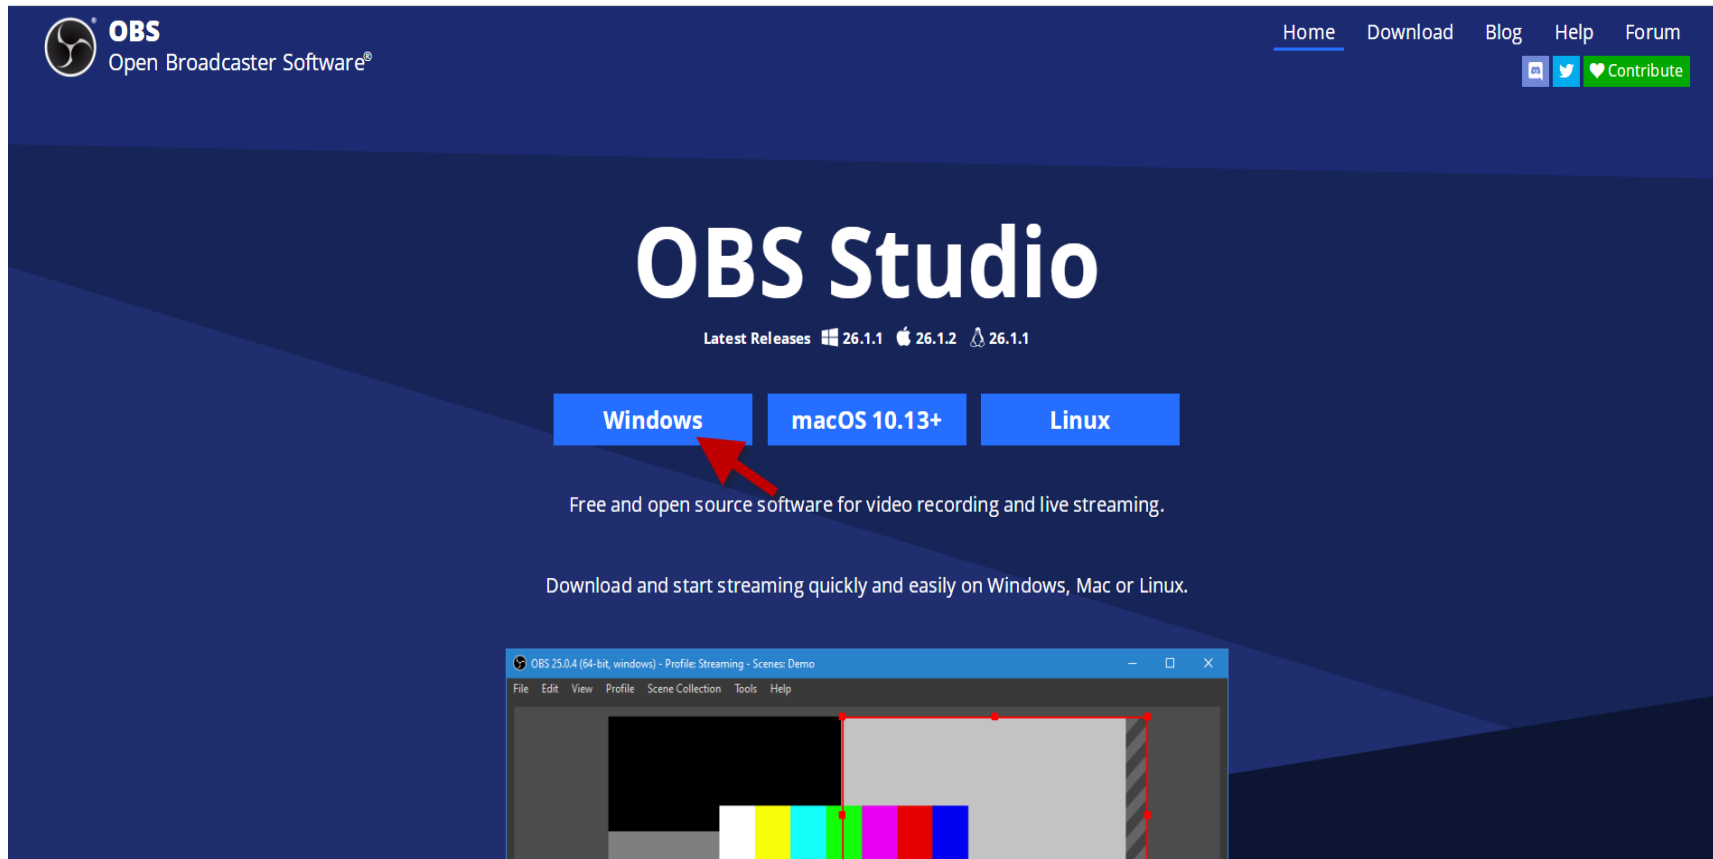 OBS
Open Broadcaster Software®
Home Download Blog Help Forum
Contribute
OBS Studio
Latest Releases 26.1.1 26.1.2 26.1.1
Windows macOS 10.13+ Linux
Free and open source software for video recording and live streaming.
Download and start streaming quickly and easily on Windows, Mac or Linux.
OBS 25.0.4 (64-bit, windows) - Profile: Streaming - Scenes: Demo
File Edit View Profile Scene Collection Tools Help